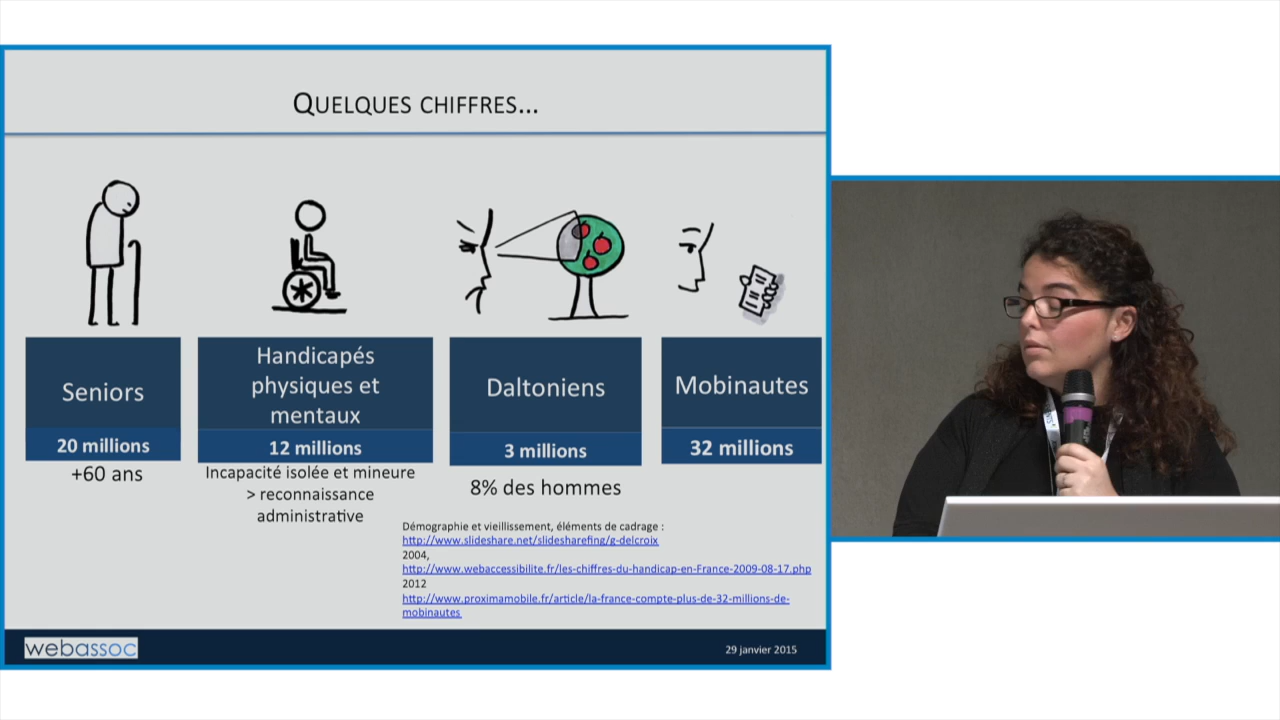 QUELQUES CHIFFRES...
Seniors
20 millions
+60 ans
Handicapés
physiques et
mentaux
12 millions
Incapacité isolée et mineure
> reconnaissance
administrative
Daltoniens
3 millions
8% des hommes
Mobinautes
32 millions
Démographie et vieillissement, éléments de cadrage :
http://www.slideshare.net/slidesharefing/g-delcroix
2004,
http://www.webaccessibilite.fr/les-chiffres-du-handicap-en-France-2009-08-17.php
2012
http://www.proximamobile.fr/article/la-france-compte-plus-de-32-millions-de-
mobinautes
webassoc
29 janvier 2015